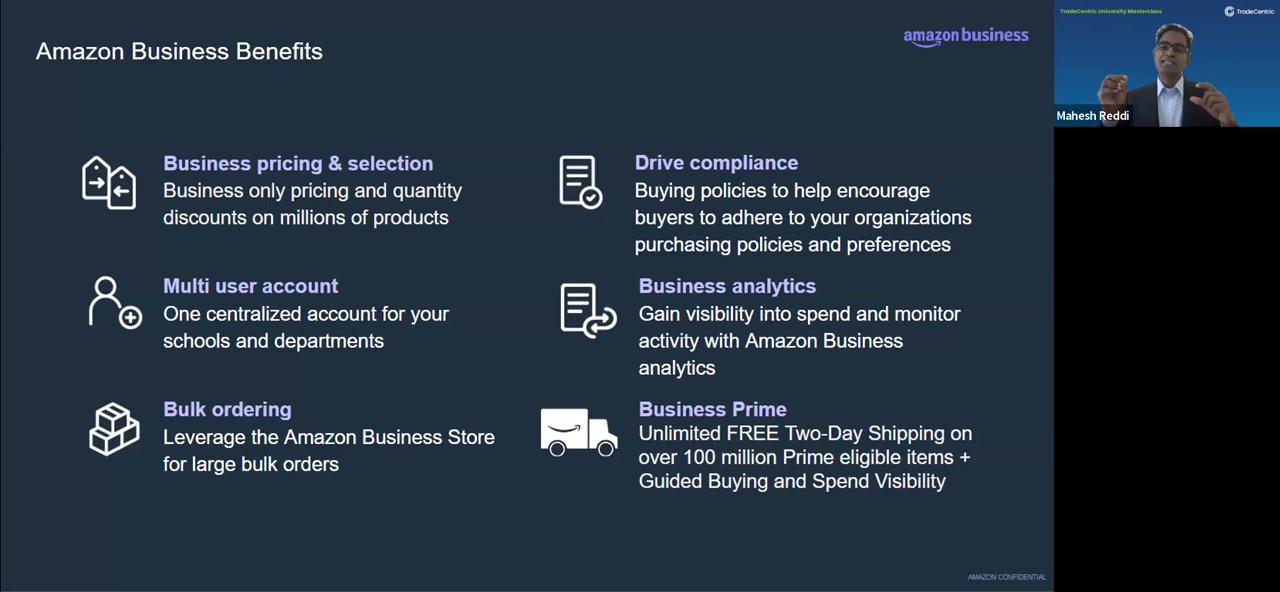 Amazon Business Benefits
amazon business
Business pricing & selection
Business only pricing and quantity
discounts on millions of products
Drive compliance
Buying policies to help encourage
buyers to adhere to your organizations
purchasing policies and preferences
Multi user account
One centralized account for your
schools and departments
Business analytics
Gain visibility into spend and monitor
activity with Amazon Business
analytics
Bulk ordering
Leverage the Amazon Business Store
for large bulk orders
Business Prime
Unlimited FREE Two-Day Shipping on
over 100 million Prime eligible items +
Guided Buying and Spend Visibility
AMAZON CONFIDENTIAL
TradeCentric University Masterclass
TradeCentric
Mahesh Reddi